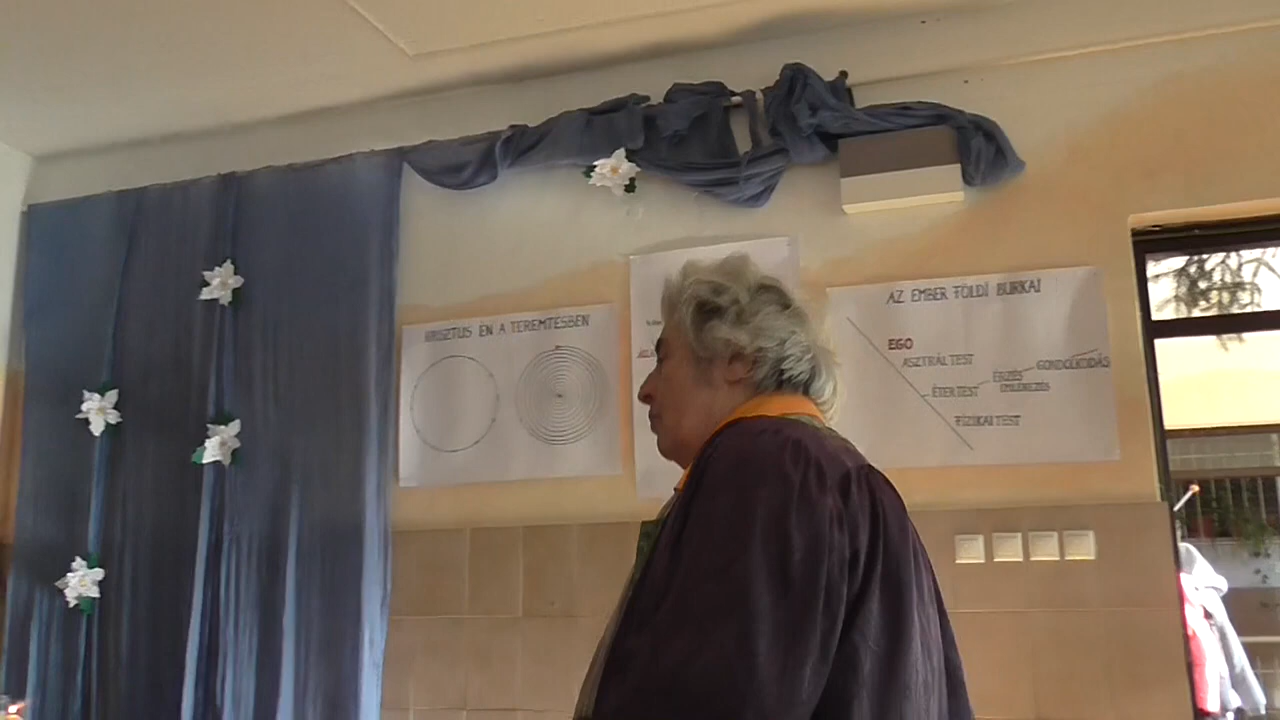 KRISZTUS ÉN A TEREMTÉSBEN
AZ EMBER FÖLDI BURKAI
EGO
ASZTRÁL TEST
GONDOLKODÁS
ÉRZÉS
ÉTERTEST
EMLÉKEZÉS
FIZIKAI TEST